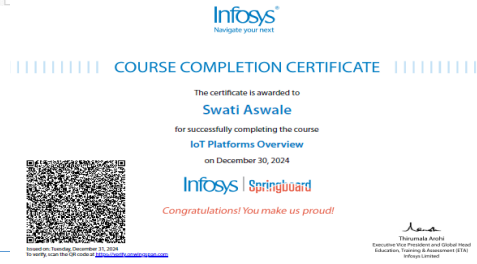 Infosys®
Navigate your next
COURSE COMPLETION CERTIFICATE
The certificate is awarded to
Swati Aswale
for successfully completing the course
IoT Platforms Overview
on December 30, 2024
Infosys | Springboard
Congratulations! You make us proud!
Thirumala Arohi
Executive Vice President and Global Head
Education, Training & Assessment (ETA)
Infosys Limited
Issued on: Tuesday, December 31, 2024
To verify, scan the QR code at